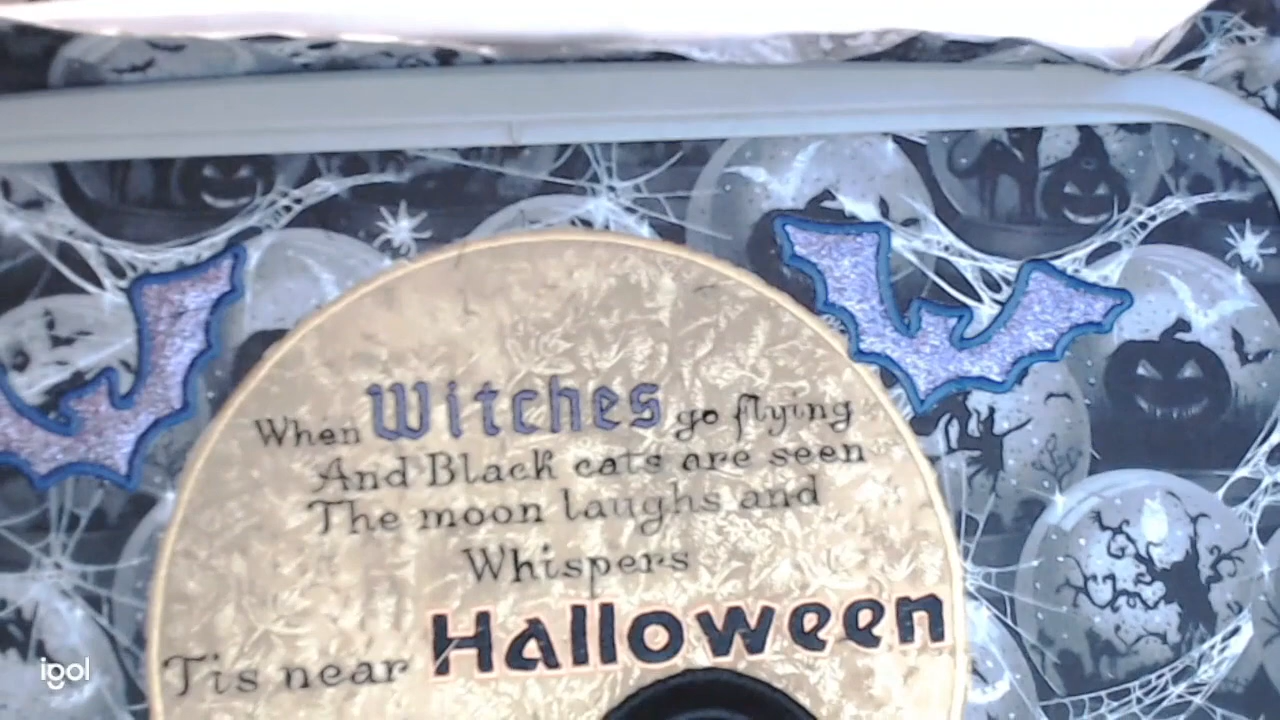 When Witches go flying
And Black cats are seen
The moon laughs and
Whispers
Tis near Halloween
igol